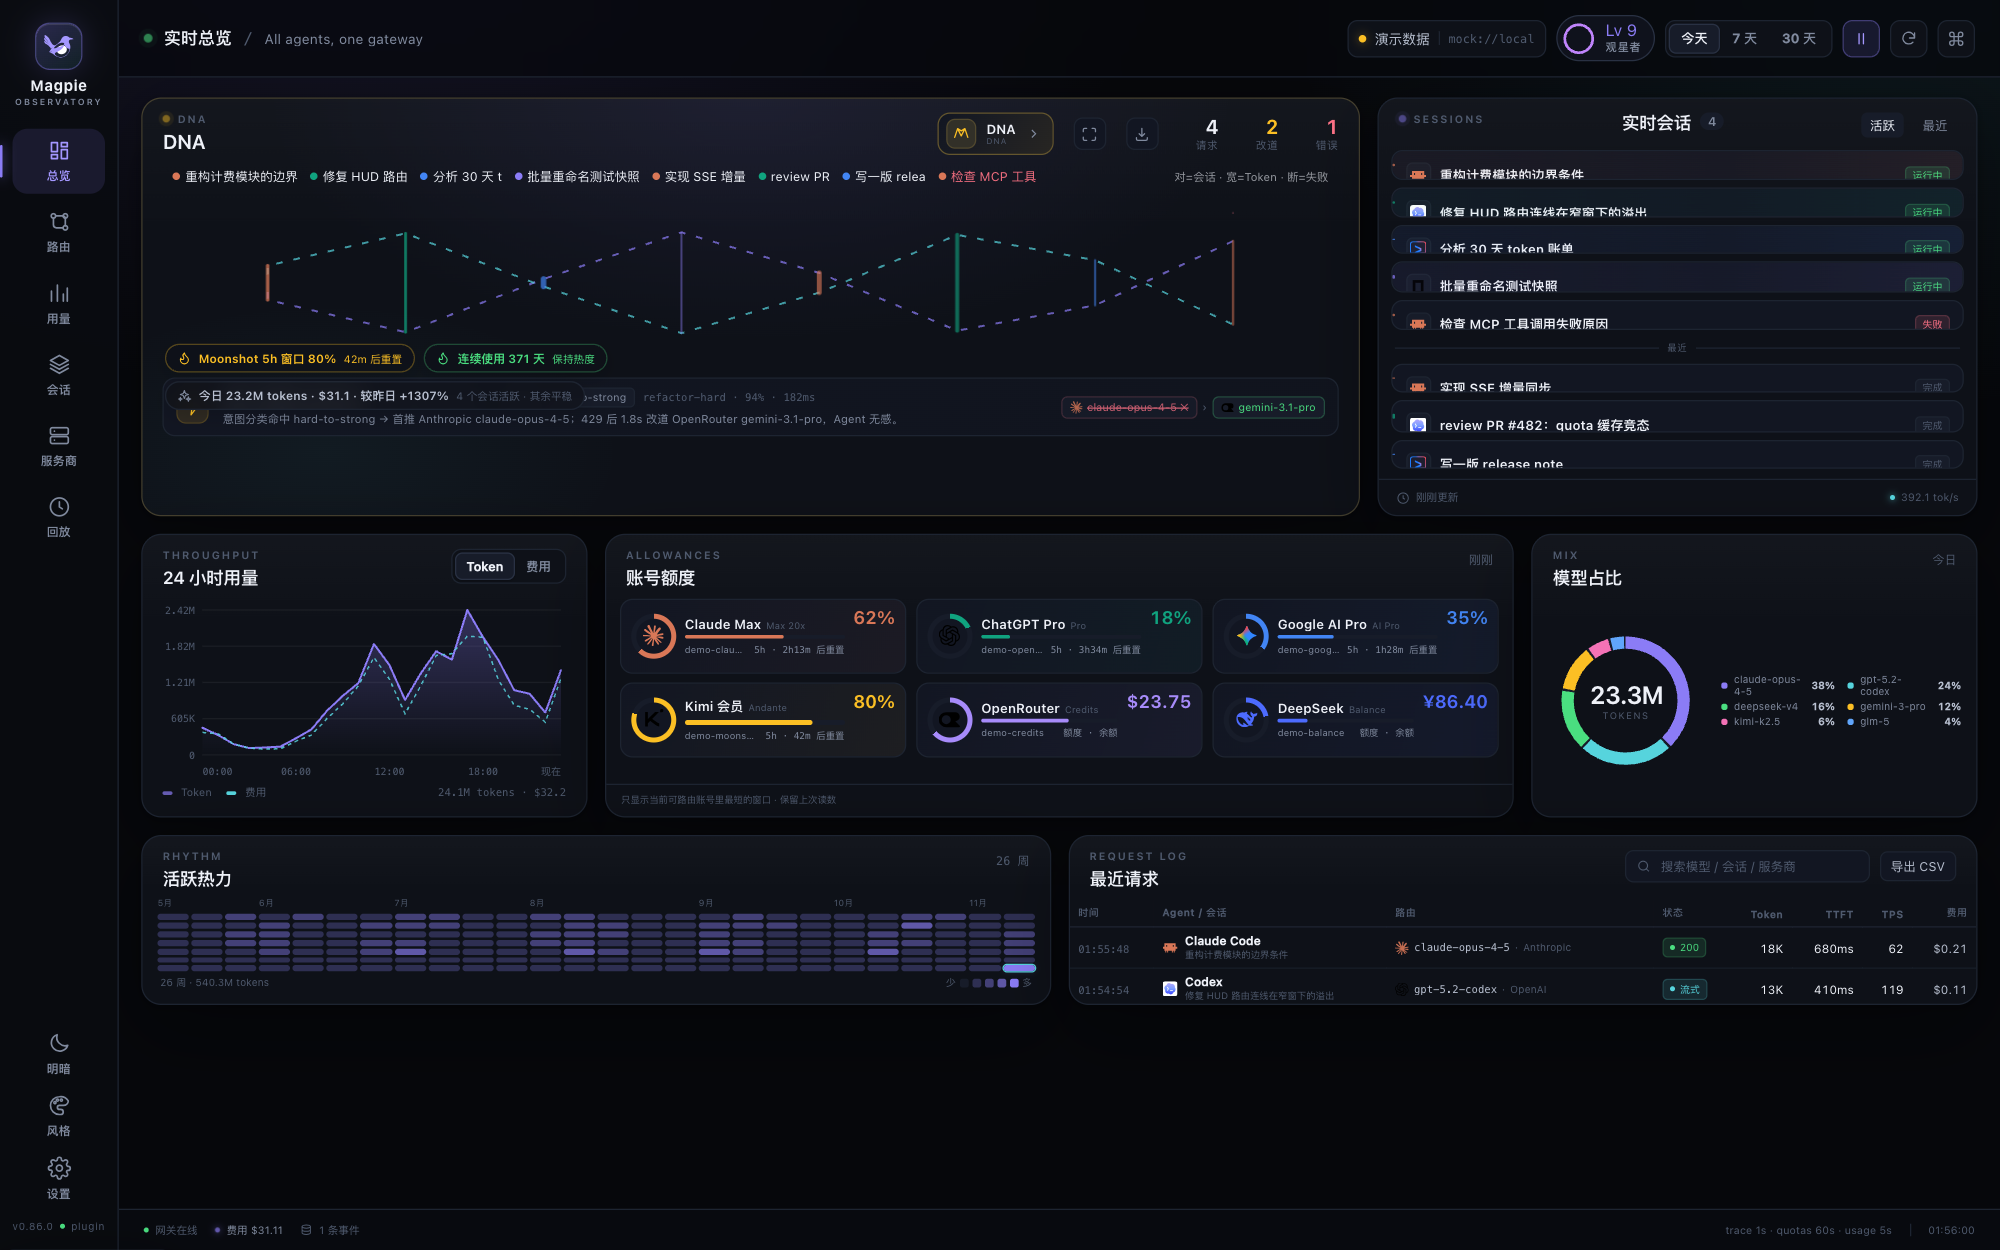 Magpie
OBSERVATORY
总览
路由
用量
会话
服务商
回放
明暗
风格
设置
v0.86.0 plugin
实时总览 / All agents, one gateway
演示数据 mock://local
Lv 9
观星者
今天 7 天 30 天
DNA
DNA
DNA
DNA
4 请求
2 改道
1 错误
重构计费模块的边界 修复 HUD 路由 分析 30 天 t 批量重命名测试快照 实现 SSE 增量 review PR 写一版 relea 检查 MCP 工具
对=会话 · 宽=Token · 断=失败
Moonshot 5h 窗口 80% 42m 后重置
连续使用 371 天 保持热度
今日 23.2M tokens · $31.1 · 较昨日 +1307% 4 个会话活跃 · 其余平稳
o-strong refactor-hard · 94% · 182ms
意图分类命中 hard-to-strong → 首推 Anthropic claude-opus-4-5；429 后 1.8s 改道 OpenRouter gemini-3.1-pro，Agent 无感。
claude-opus-4-5 ✕ › gemini-3.1-pro
SESSIONS
实时会话 4
活跃 最近
重构计费模块的边界条件 运行中
修复 HUD 路由连线在窄窗下的溢出 运行中
分析 30 天 token 账单 运行中
批量重命名测试快照 运行中
检查 MCP 工具调用失败原因 失败
最近
实现 SSE 增量同步 完成
review PR #482：quota 缓存竞态 完成
写一版 release note 完成
刚刚更新 392.1 tok/s
THROUGHPUT
24 小时用量
Token 费用
2.42M
1.82M
1.21M
605K
0
00:00 06:00 12:00 18:00 现在
Token 费用 24.1M tokens · $32.2
ALLOWANCES
账号额度
刚刚
Claude Max Max 20x 62%
demo-clau… 5h · 2h13m 后重置
ChatGPT Pro Pro 18%
demo-open… 5h · 3h34m 后重置
Google AI Pro AI Pro 35%
demo-goog… 5h · 1h28m 后重置
Kimi 会员 Andante 80%
demo-moons… 5h · 42m 后重置
OpenRouter Credits $23.75
demo-credits 额度 · 余额
DeepSeek Balance ¥86.40
demo-balance 额度 · 余额
只显示当前可路由账号里最短的窗口 · 保留上次读数
MIX
模型占比
今日
23.3M
TOKENS
claude-opus-4-5 38%
gpt-5.2-codex 24%
deepseek-v4 16%
gemini-3-pro 12%
kimi-k2.5 6%
glm-5 4%
RHYTHM
活跃热力
26 周
5月 6月 7月 8月 9月 10月 11月
26 周 · 540.3M tokens
少 多
REQUEST LOG
最近请求
搜索模型 / 会话 / 服务商
导出 CSV
时间 Agent / 会话 路由 状态 Token TTFT TPS 费用
01:55:48 Claude Code claude-opus-4-5 · Anthropic 200 18K 680ms 62 $0.21
重构计费模块的边界条件
01:54:54 Codex gpt-5.2-codex · OpenAI 流式 13K 410ms 119 $0.11
修复 HUD 路由连线在窄窗下的溢出
网关在线 费用 $31.11 1 条事件
trace 1s · quotas 60s · usage 5s 01:56:00